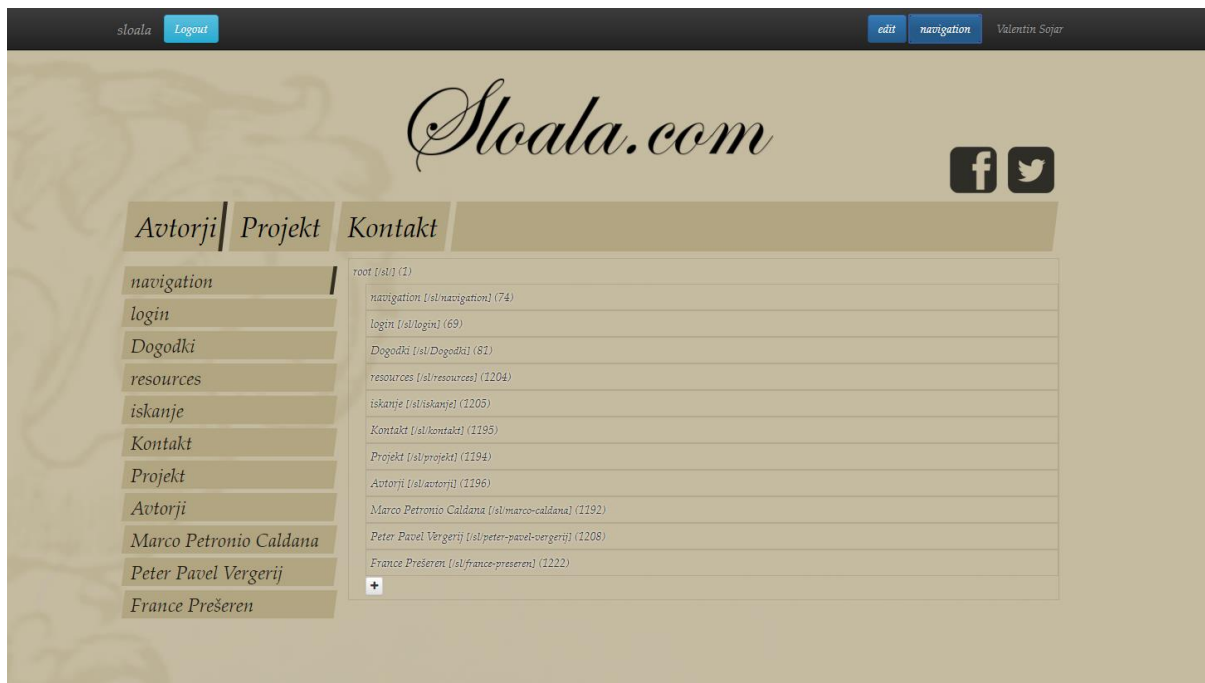 sloala Logout edit navigation Valentin Sojar
Sloala.com
Avtorji Projekt Kontakt
navigation
login
Dogodki
resources
iskanje
Kontakt
Projekt
Avtorji
Marco Petronio Caldana
Peter Pavel Vergerij
France Prešeren
root [/sl/] (1)
navigation [/sl/navigation] (74)
login [/sl/login] (69)
Dogodki [/sl/Dogodki] (81)
resources [/sl/resources] (1204)
iskanje [/sl/iskanje] (1205)
Kontakt [/sl/kontakt] (1195)
Projekt [/sl/projekt] (1194)
Avtorji [/sl/avtorji] (1196)
Marco Petronio Caldana [/sl/marco-caldana] (1192)
Peter Pavel Vergerij [/sl/peter-pavel-vergerij] (1208)
France Prešeren [/sl/france-preseren] (1222)
+